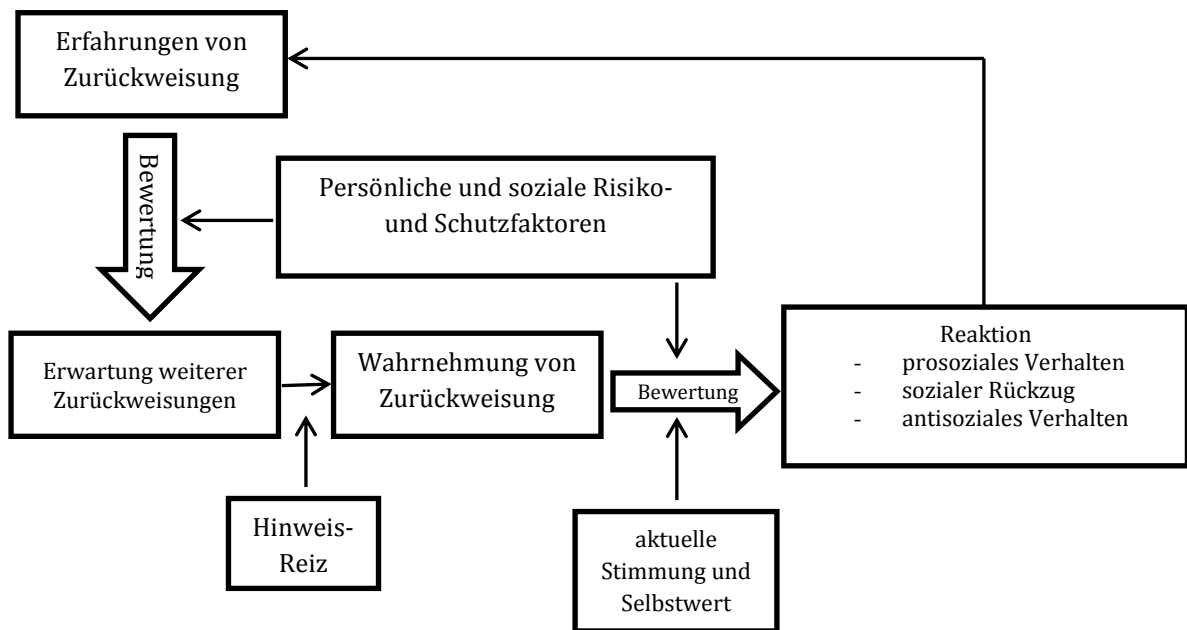 Erfahrungen von
Zurückweisung
Bewertung
Persönliche und soziale Risiko-
und Schutzfaktoren
Erwartung weiterer
Zurückweisungen
Wahrnehmung von
Zurückweisung
Bewertung
Reaktion
- prosoziales Verhalten
- sozialer Rückzug
- antisoziales Verhalten
Hinweis-
Reiz
aktuelle
Stimmung und
Selbstwert